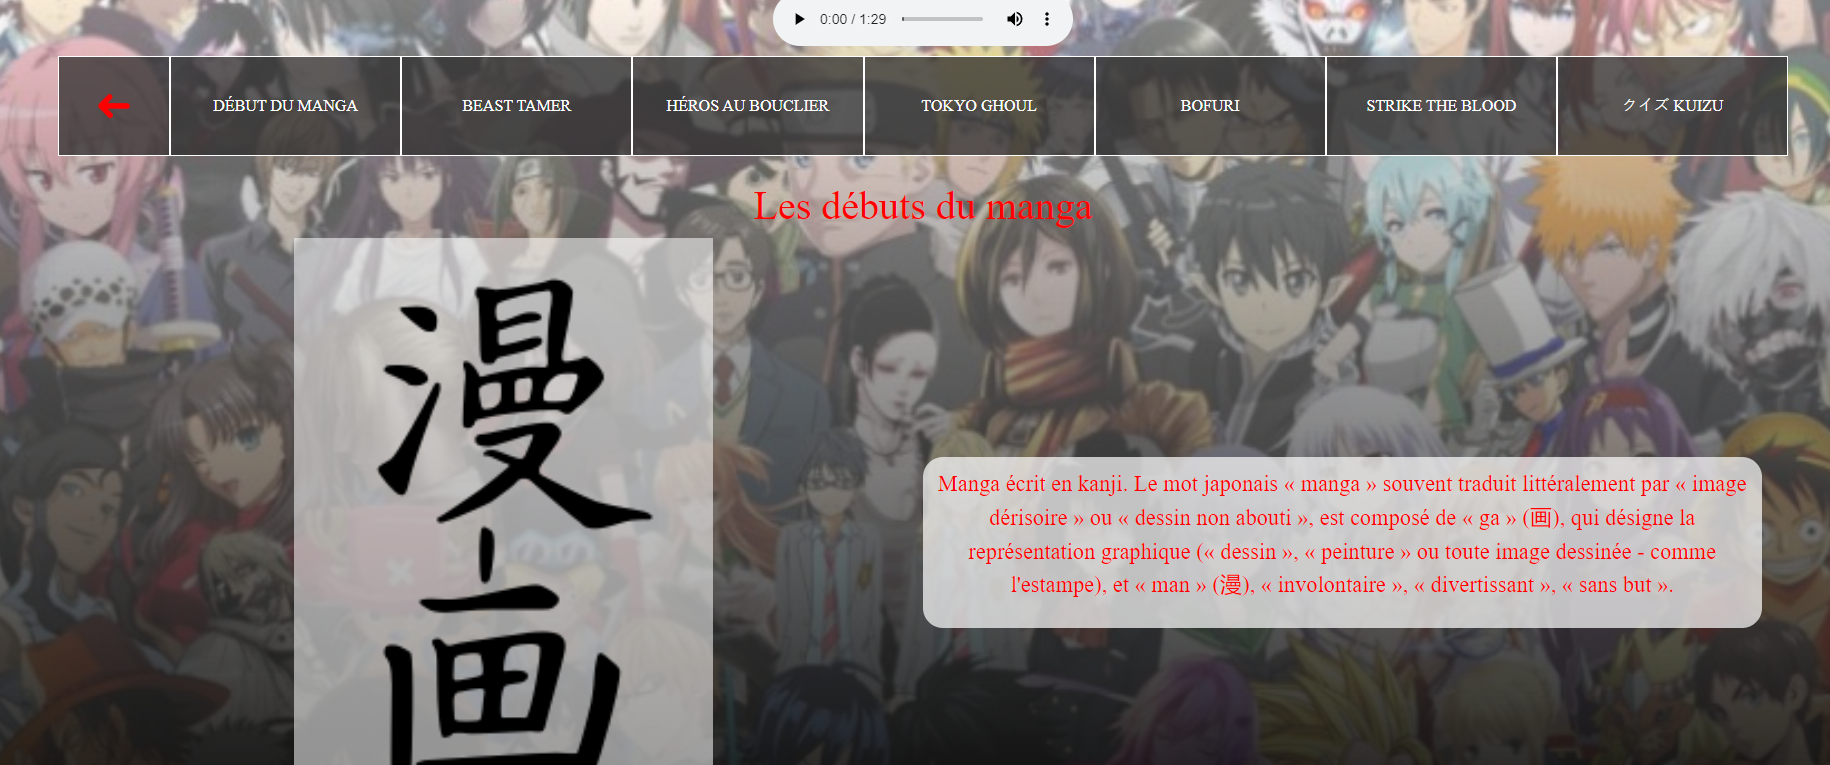 0:00 / 1:29
DÉBUT DU MANGA
BEAST TAMER
HÉROS AU BOUCLIER
TOKYO GHOUL
BOFURI
STRIKE THE BLOOD
クイズ KUIZU
Les débuts du manga
漫
画
Manga écrit en kanji. Le mot japonais « manga » souvent traduit littéralement par « image
dérisoire » ou « dessin non abouti », est composé de « ga » (画), qui désigne la
représentation graphique (« dessin », « peinture » ou toute image dessinée - comme
l'estampe), et « man » (漫), « involontaire », « divertissant », « sans but ».